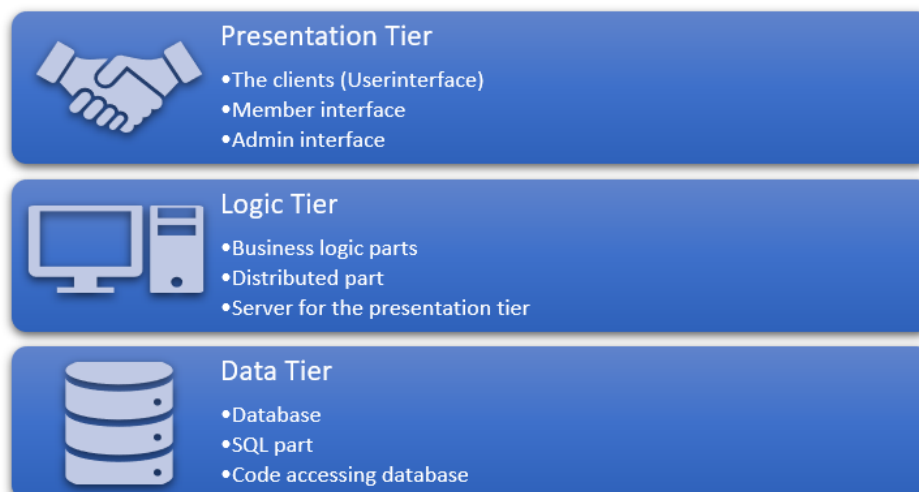 Presentation Tier
•The clients (Userinterface)
•Member interface
•Admin interface
Logic Tier
•Business logic parts
•Distributed part
•Server for the presentation tier
Data Tier
•Database
•SQL part
•Code accessing database